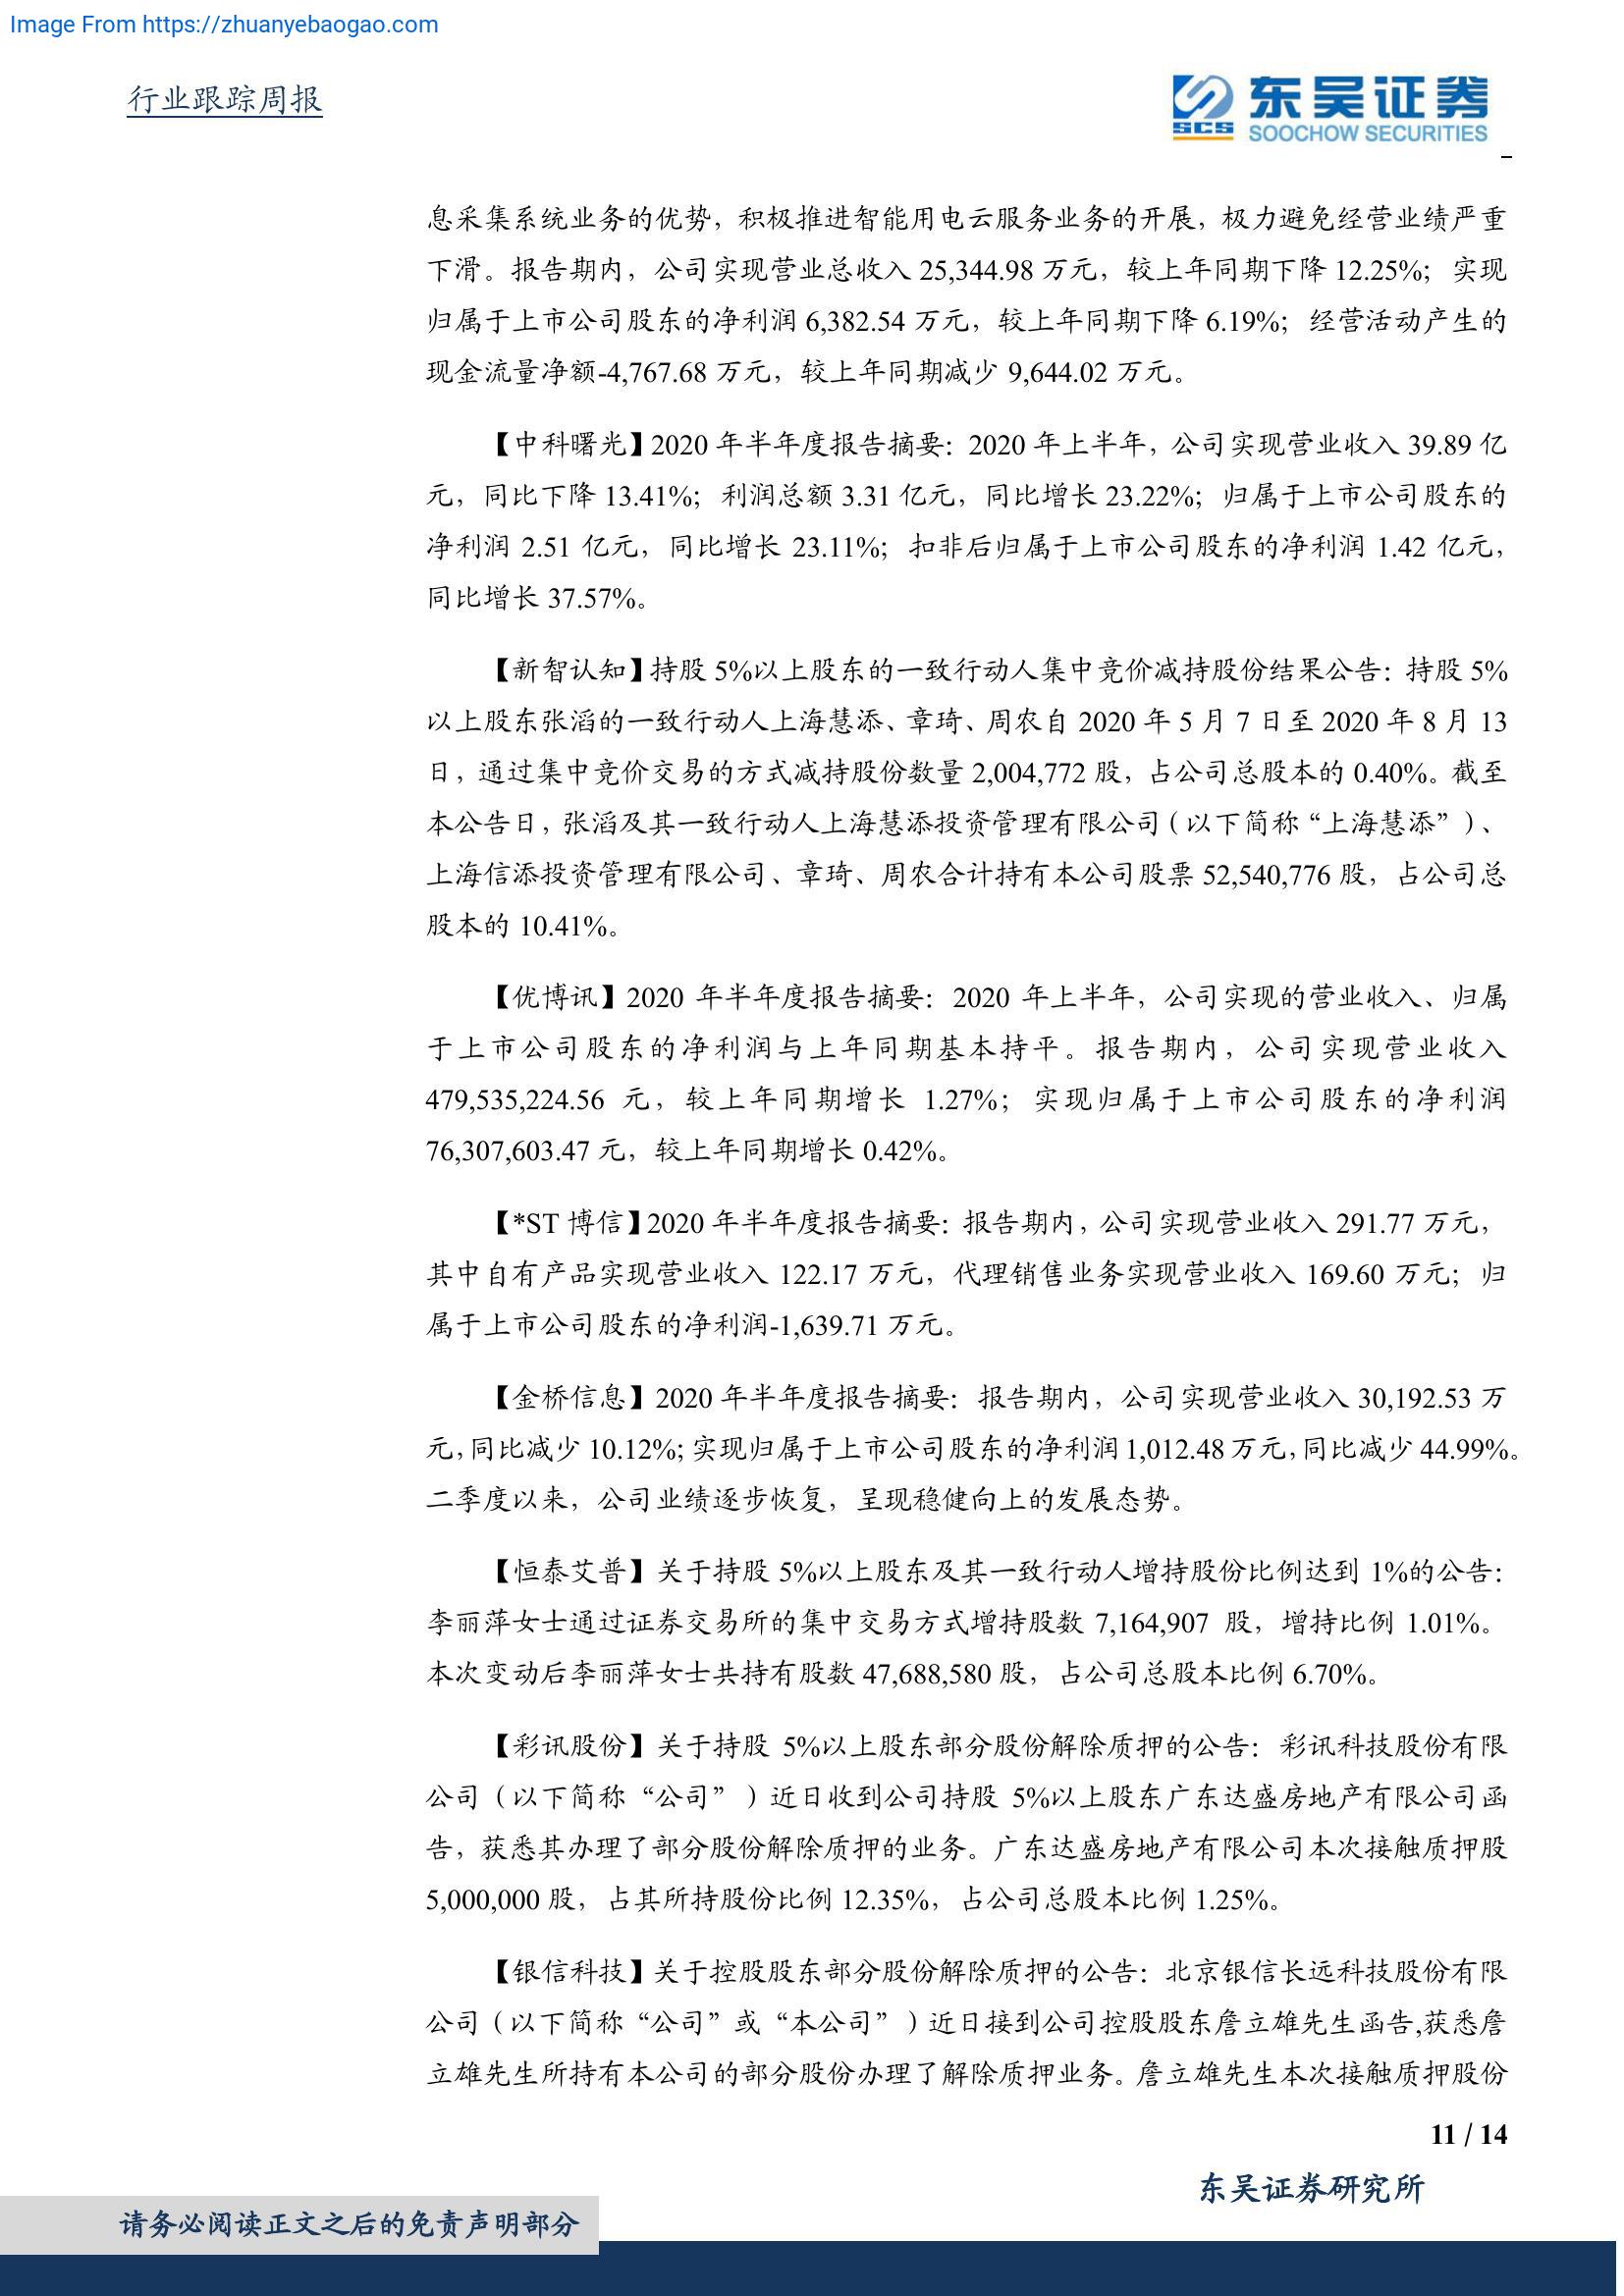 Image From https://zhuanyebaogao.com
行业跟踪周报
SCS 东吴证券
SOOCHOW SECURITIES
息采集系统业务的优势，积极推进智能用电云服务业务的开展，极力避免经营业绩严重
下滑。报告期内，公司实现营业总收入 25,344.98 万元，较上年同期下降 12.25%；实现
归属于上市公司股东的净利润 6,382.54 万元，较上年同期下降 6.19%；经营活动产生的
现金流量净额-4,767.68 万元，较上年同期减少 9,644.02 万元。
【中科曙光】2020 年半年度报告摘要：2020 年上半年，公司实现营业收入 39.89 亿
元，同比下降 13.41%；利润总额 3.31 亿元，同比增长 23.22%；归属于上市公司股东的
净利润 2.51 亿元，同比增长 23.11%；扣非后归属于上市公司股东的净利润 1.42 亿元，
同比增长 37.57%。
【新智认知】持股 5%以上股东的一致行动人集中竞价减持股份结果公告：持股 5%
以上股东张滔的一致行动人上海慧添、章琦、周农自 2020 年 5 月 7 日至 2020 年 8 月 13
日，通过集中竞价交易的方式减持股份数量 2,004,772 股，占公司总股本的 0.40%。截至
本公告日，张滔及其一致行动人上海慧添投资管理有限公司（以下简称“上海慧添”）、
上海信添投资管理有限公司、章琦、周农合计持有本公司股票 52,540,776 股，占公司总
股本的 10.41%。
【优博讯】2020 年半年度报告摘要：2020 年上半年，公司实现的营业收入、归属
于上市公司股东的净利润与上年同期基本持平。报告期内，公司实现营业收入
479,535,224.56 元，较上年同期增长 1.27%；实现归属于上市公司股东的净利润
76,307,603.47 元，较上年同期增长 0.42%。
【*ST 博信】2020 年半年度报告摘要：报告期内，公司实现营业收入 291.77 万元，
其中自有产品实现营业收入 122.17 万元，代理销售业务实现营业收入 169.60 万元；归
属于上市公司股东的净利润-1,639.71 万元。
【金桥信息】2020 年半年度报告摘要：报告期内，公司实现营业收入 30,192.53 万
元，同比减少 10.12%；实现归属于上市公司股东的净利润 1,012.48 万元，同比减少 44.99%。
二季度以来，公司业绩逐步恢复，呈现稳健向上的发展态势。
【恒泰艾普】关于持股 5%以上股东及其一致行动人增持股份比例达到 1%的公告：
李丽萍女士通过证券交易所的集中交易方式增持股数 7,164,907 股，增持比例 1.01%。
本次变动后李丽萍女士共持有股数 47,688,580 股，占公司总股本比例 6.70%。
【彩讯股份】关于持股 5%以上股东部分股份解除质押的公告：彩讯科技股份有限
公司（以下简称“公司”）近日收到公司持股 5%以上股东广东达盛房地产有限公司函
告，获悉其办理了部分股份解除质押的业务。广东达盛房地产有限公司本次接触质押股
5,000,000 股，占其所持股份比例 12.35%，占公司总股本比例 1.25%。
【银信科技】关于控股股东部分股份解除质押的公告：北京银信长远科技股份有限
公司（以下简称“公司”或“本公司”）近日接到公司控股股东詹立雄先生函告,获悉詹
立雄先生所持有本公司的部分股份办理了解除质押业务。詹立雄先生本次接触质押股份
11 / 14
东吴证券研究所
请务必阅读正文之后的免责声明部分